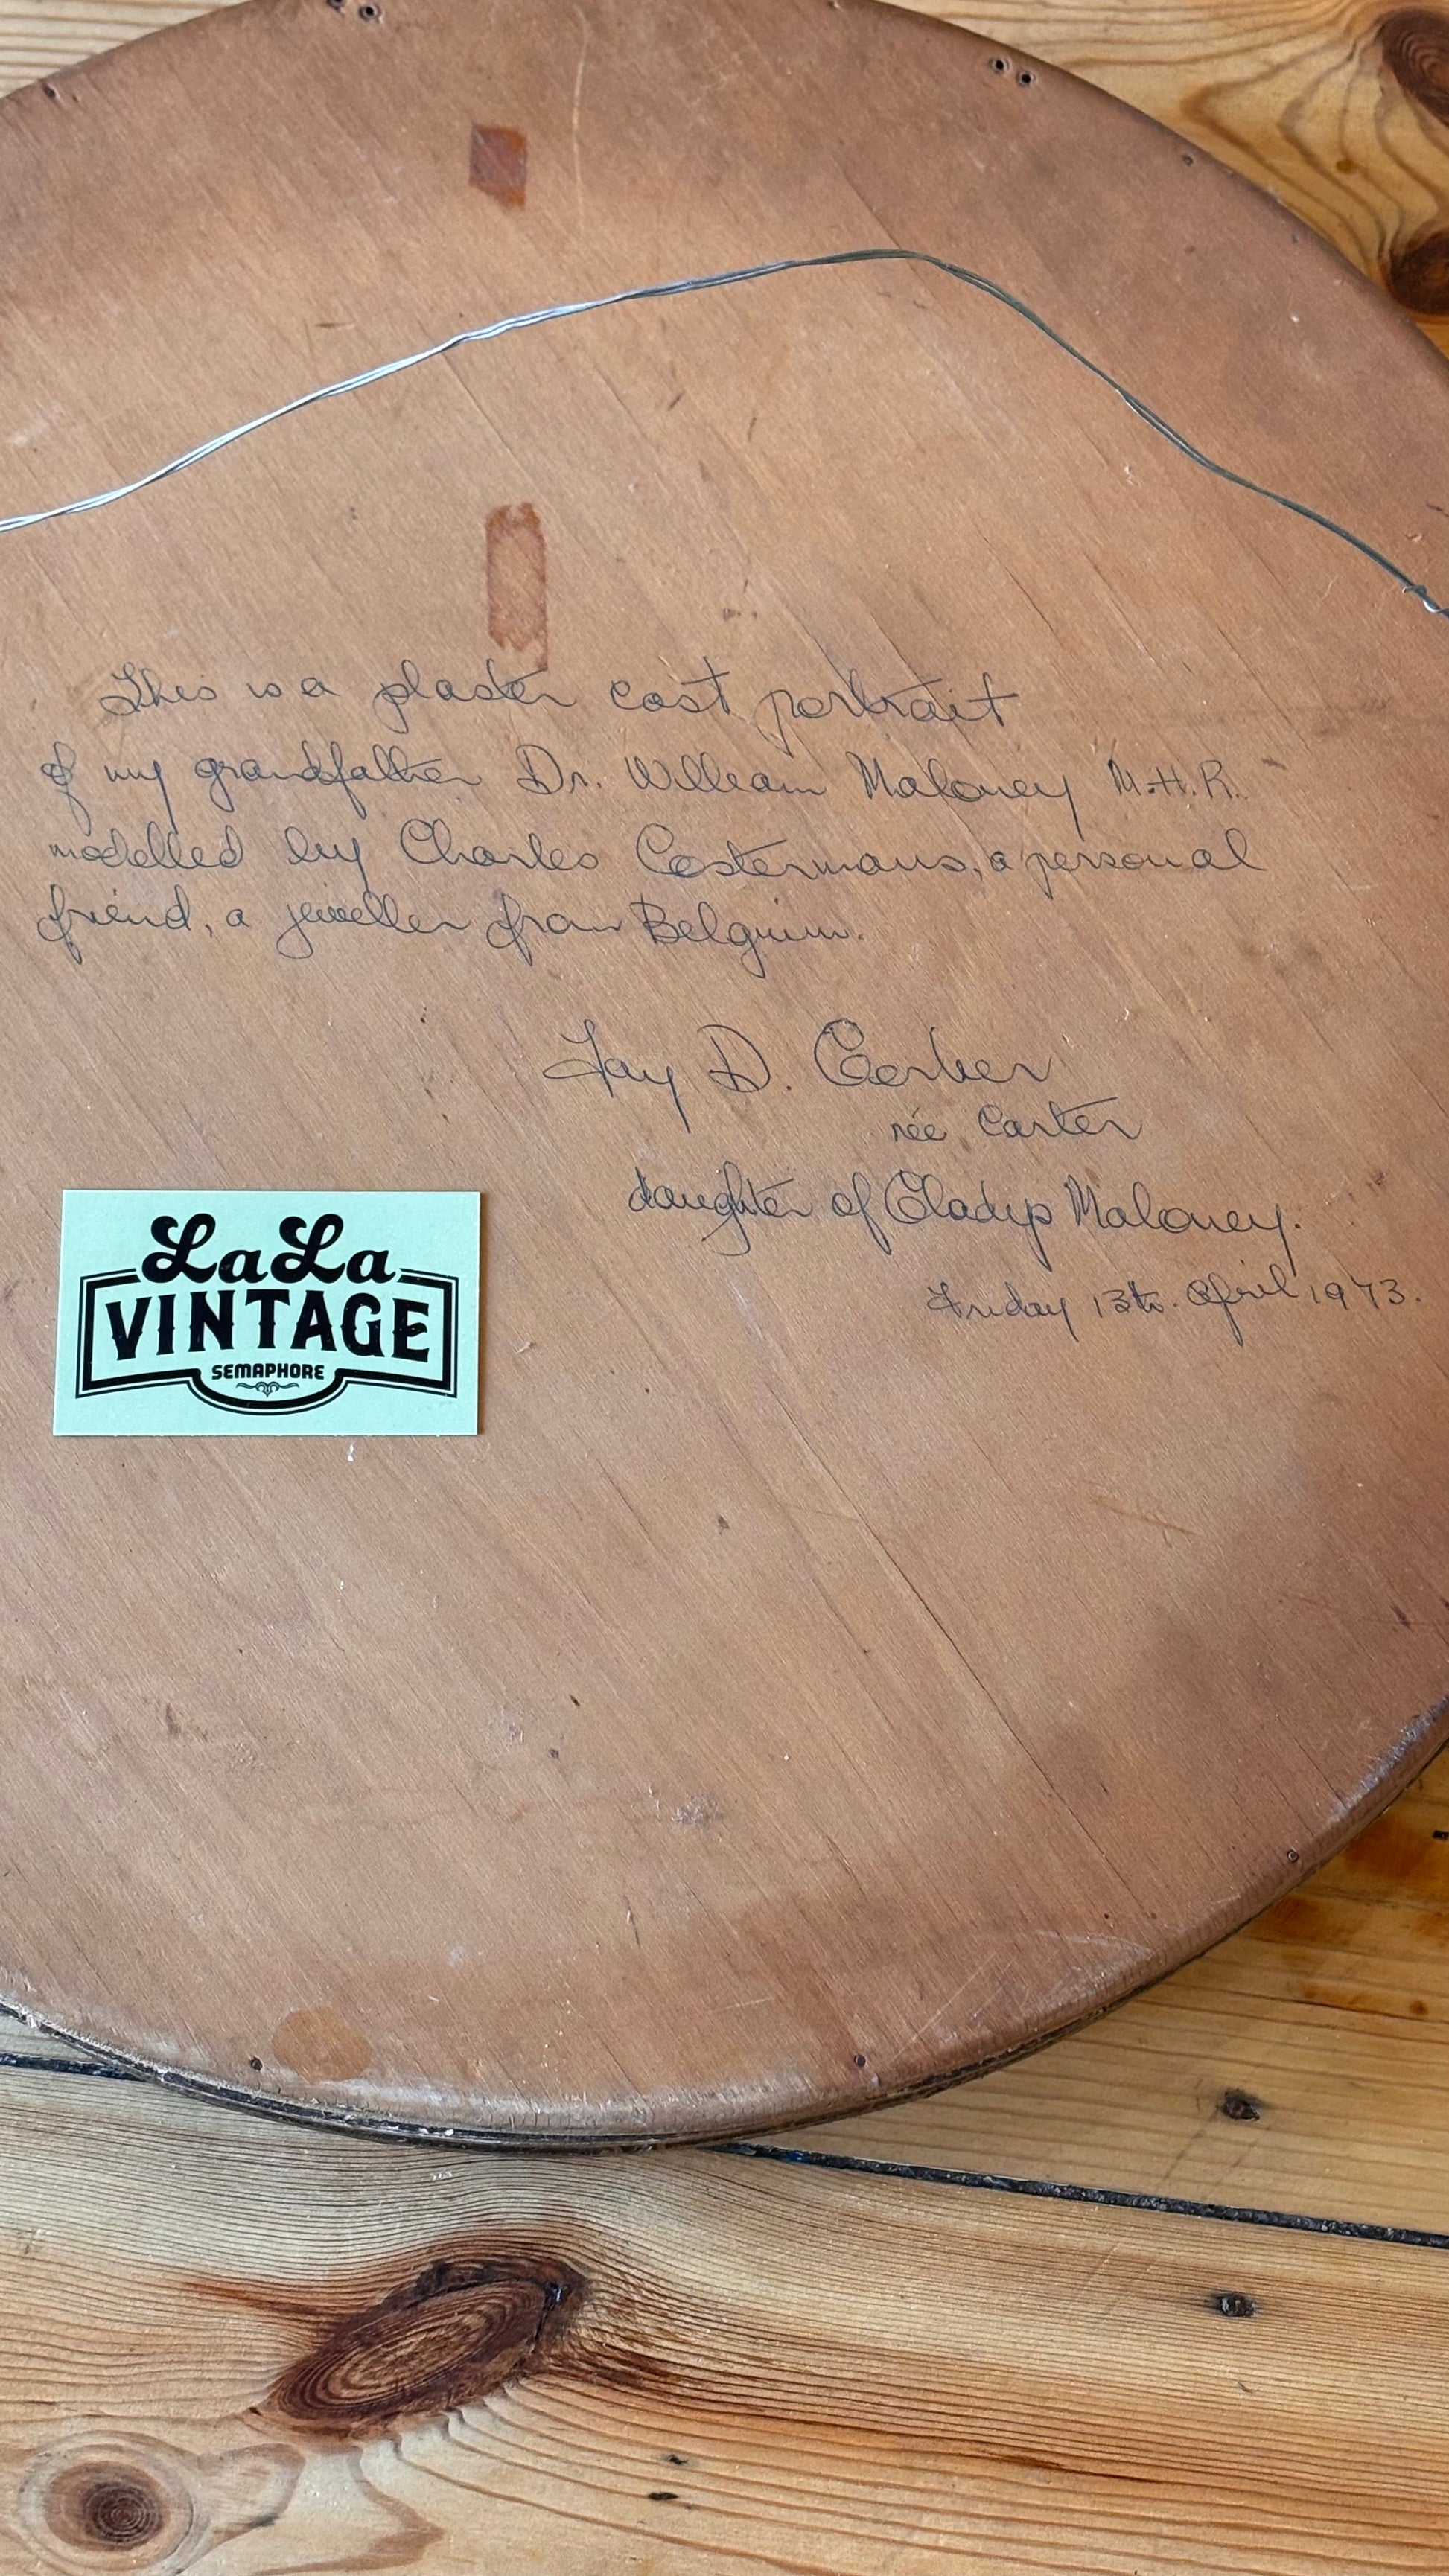 This is a plaster cast portrait
of my grandfather Dr. William Maloney M.H.R.
modelled by Charles Costermans, a personal
friend, a jeweller from Belgium.
Fay D. Gerber
née Carter
daughter of Gladys Maloney.
Friday 13th. April 1973.
LaLa
VINTAGE
SEMAPHORE